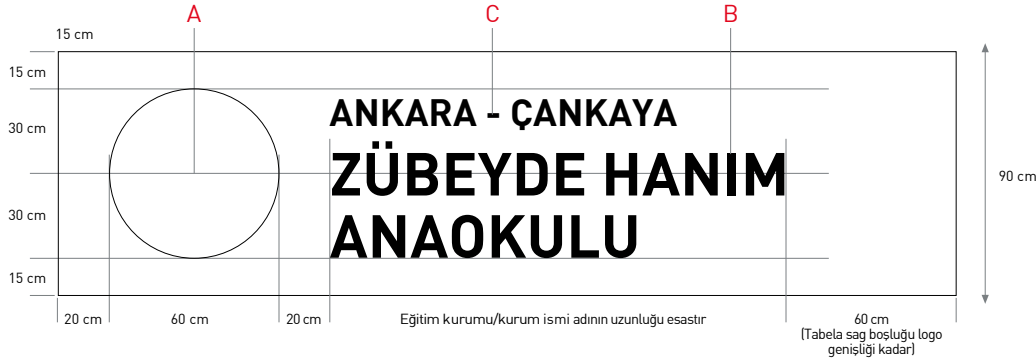 A
C
B
15 cm
15 cm
30 cm
30 cm
15 cm
ANKARA - ÇANKAYA
ZÜBEYDE HANIM
ANAOKULU
90 cm
20 cm
60 cm
20 cm
Eğitim kurumu/kurum ismi adının uzunluğu esastır
60 cm
(Tabela sag boşluğu logo
genişliği kadar)